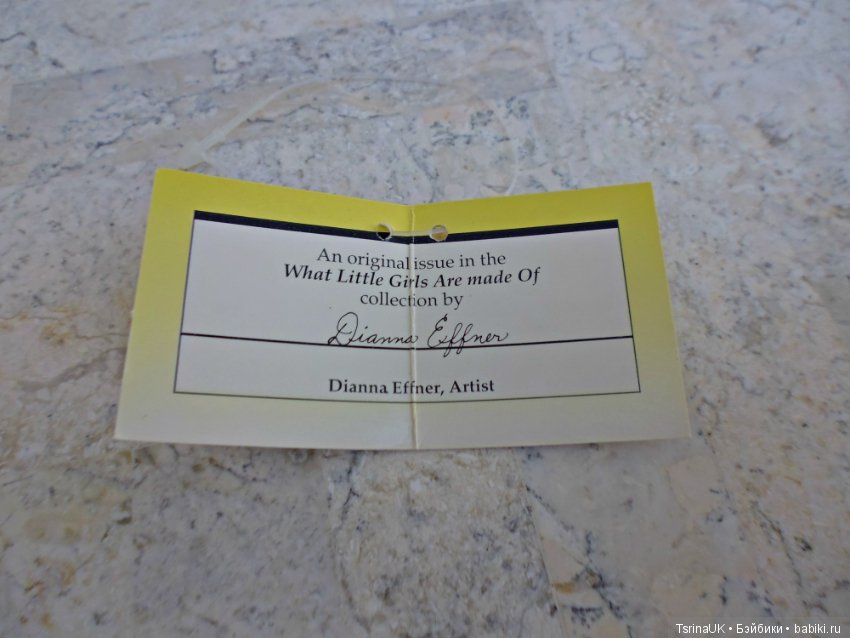 An original issue in the
What Little Girls Are made Of
collection by
Dianna Effner
Dianna Effner, Artist
TsrinaUK • Бэйбики • babiki.ru